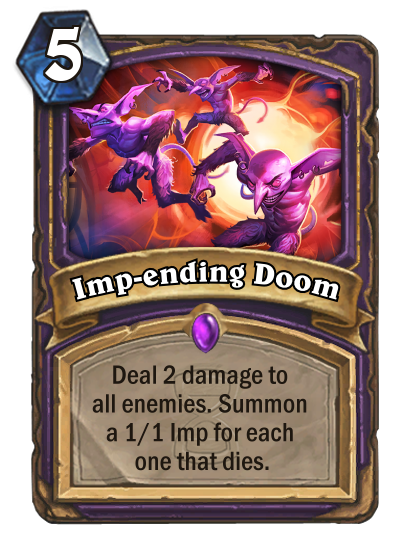 5
Imp-ending Doom
Deal 2 damage to
all enemies. Summon
a 1/1 Imp for each
one that dies.